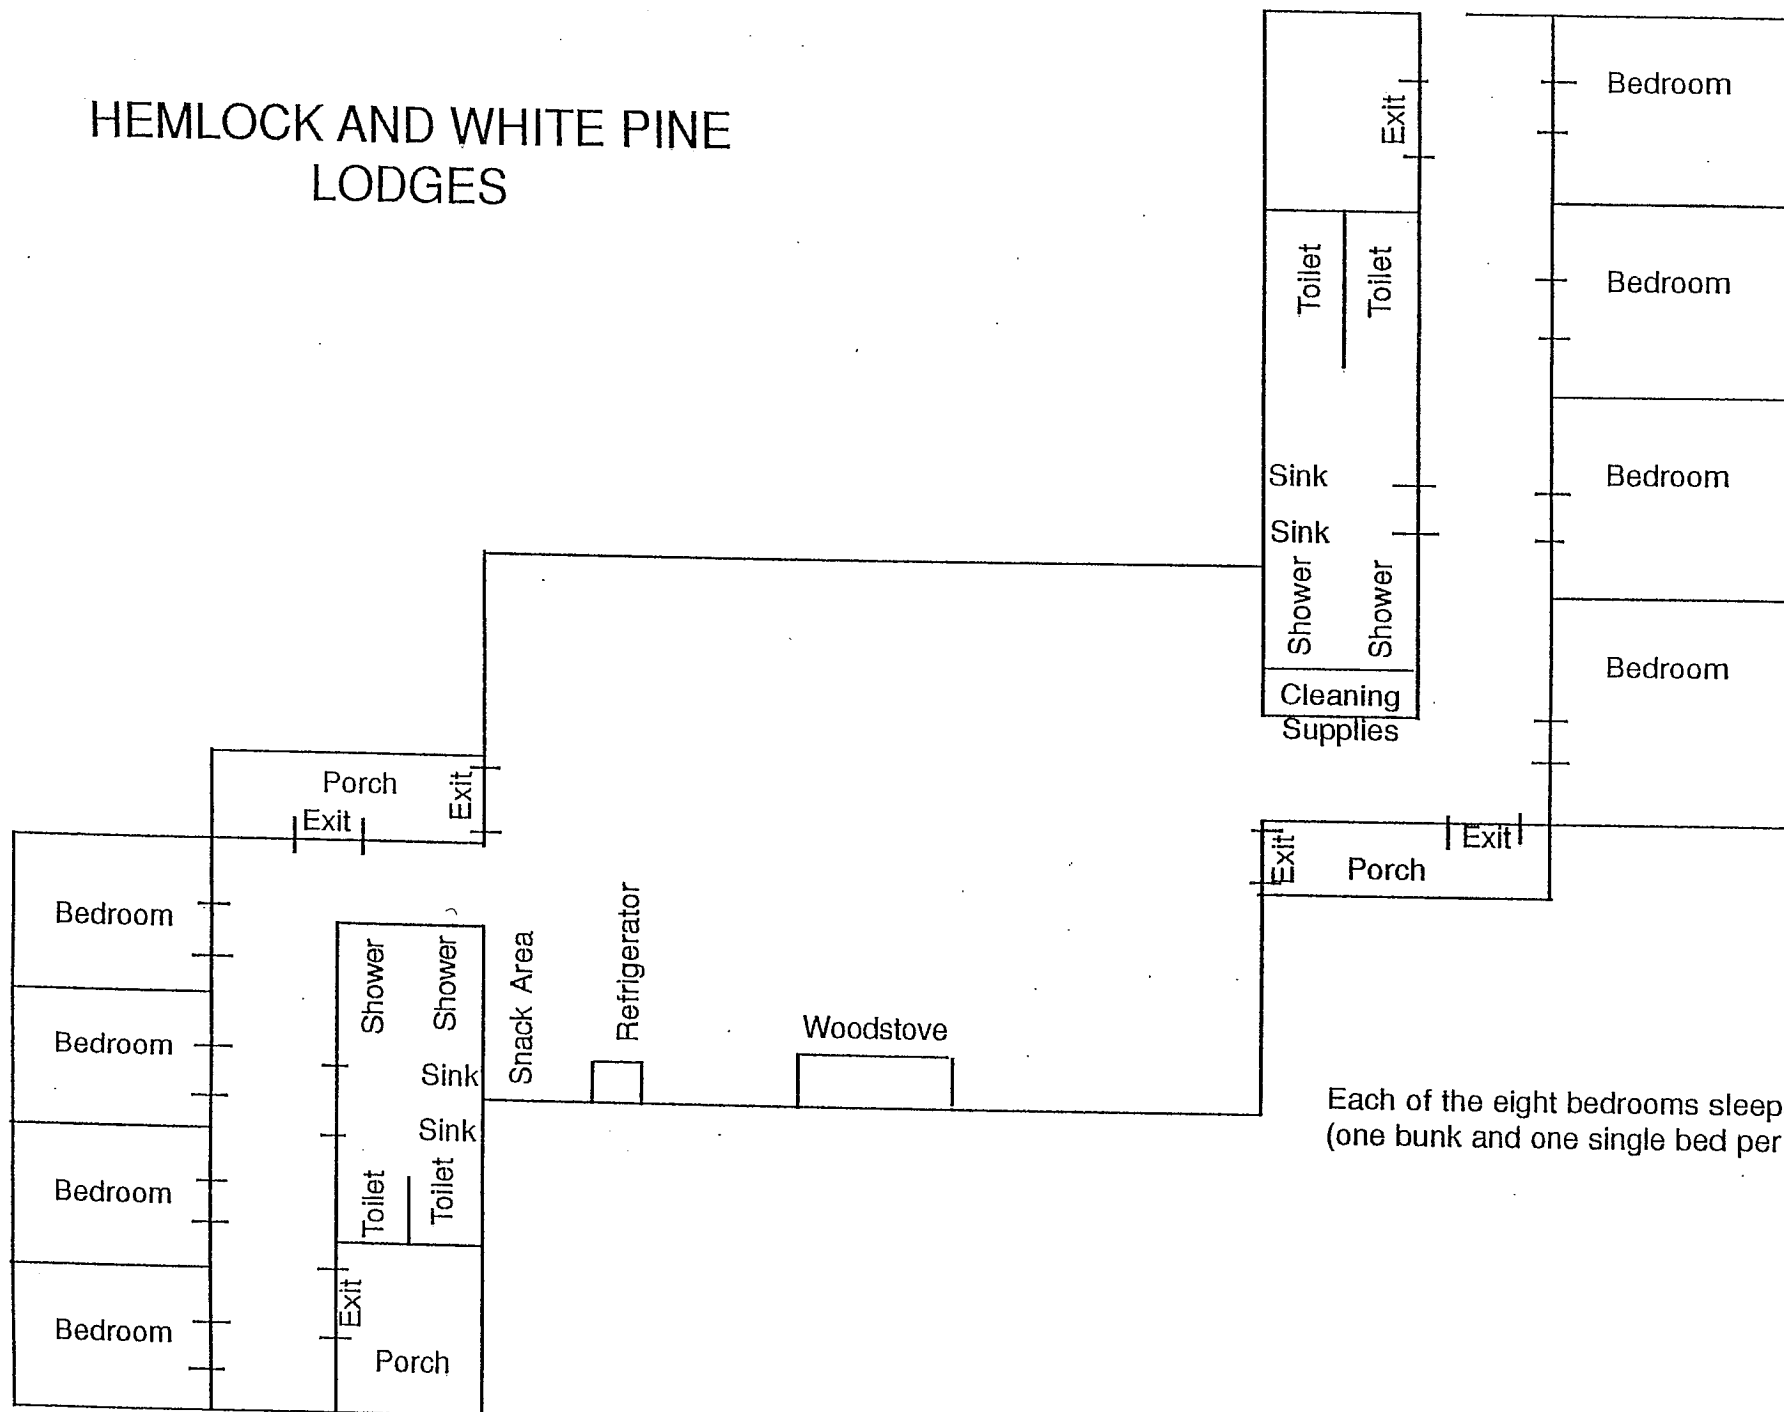 HEMLOCK AND WHITE PINE
LODGES
Bedroom
Exit
Toilet
Toilet
Bedroom
Sink
Bedroom
Sink
Shower
Shower
Bedroom
Cleaning
Supplies
Porch
Exit
Exit
Exit
Exit
Porch
Bedroom
Shower
Shower
Snack Area
Refrigerator
Woodstove
Bedroom
Sink
Sink
Toilet
Toilet
Bedroom
Exit
Bedroom
Porch
Each of the eight bedrooms sleep
(one bunk and one single bed per